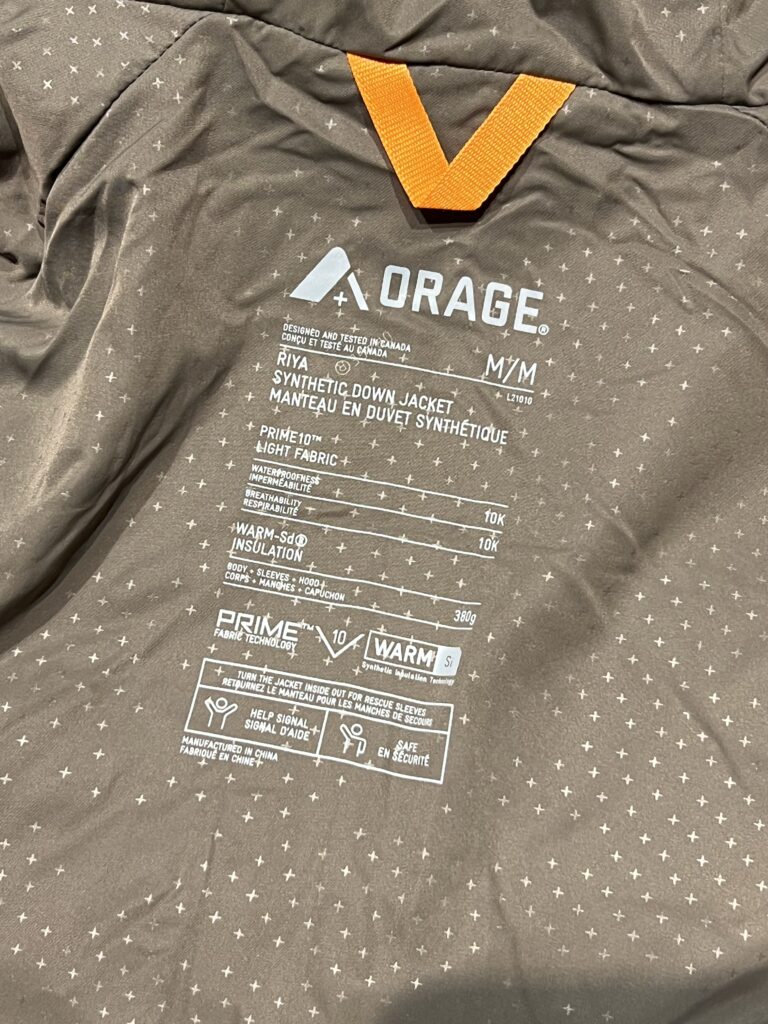 ORAGE®
DESIGNED AND TESTED IN CANADA
CONÇU ET TESTÉ AU CANADA
M/M
RIYA
L21010
SYNTHETIC DOWN JACKET
MANTEAU EN DUVET SYNTHÉTIQUE
PRIME10™
LIGHT FABRIC
WATERPROOFNESS
IMPERMÉABILITÉ
10K
BREATHABILITY
RESPIRABILITÉ
10K
WARM-Sd®
INSULATION
BODY + SLEEVES + HOOD
CORPS + MANCHES + CAPUCHON
380g
PRIME™
FABRIC TECHNOLOGY
10
WARM
Synthetic Insulation Technology
TURN THE JACKET INSIDE OUT FOR RESCUE SLEEVES
RETOURNEZ LE MANTEAU POUR LES MANCHES DE SECOURS
HELP SIGNAL
SIGNAL D'AIDE
SAFE
EN SÉCURITÉ
MANUFACTURED IN CHINA
FABRIQUÉ EN CHINE